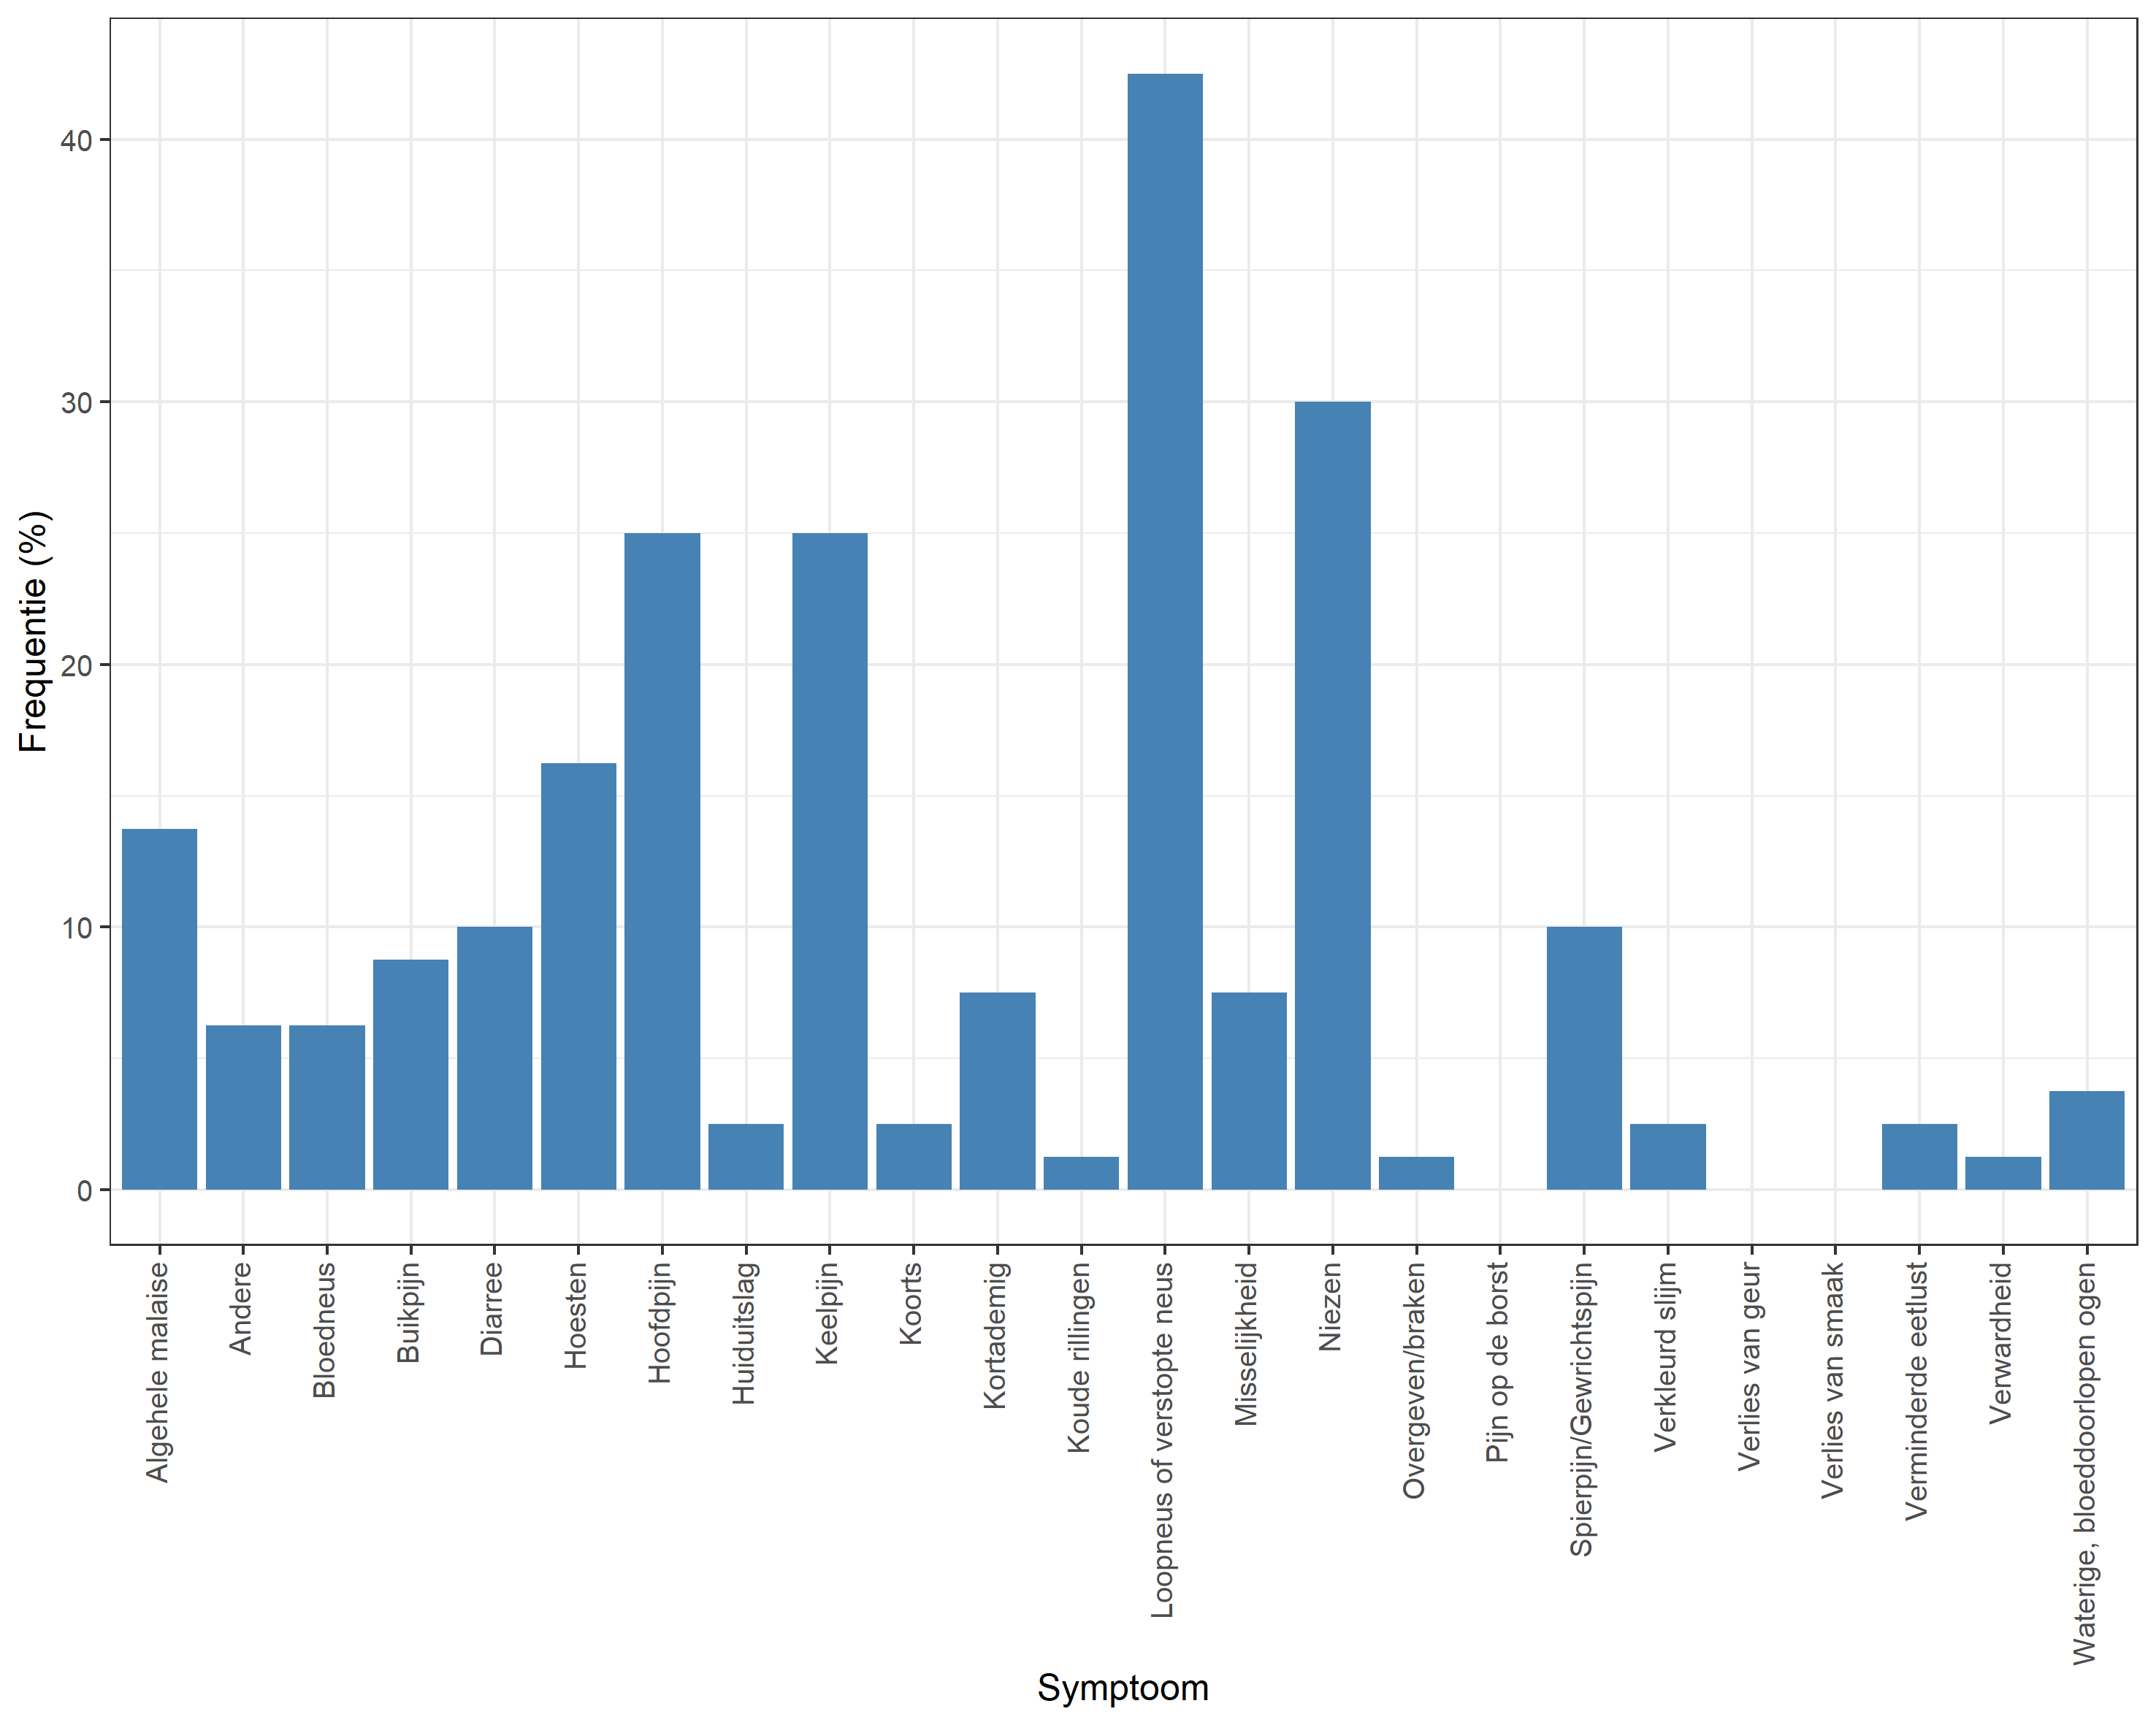 Frequentie (%)
40
30
20
10
0
Algehele malaise
Andere
Bloedneus
Buikpijn
Diarree
Hoesten
Hoofdpijn
Huiduitslag
Keelpijn
Koorts
Kortademig
Koude rillingen
Loopneus of verstopte neus
Misselijkheid
Niezen
Overgeven/braken
Pijn op de borst
Spierpijn/Gewrichtspijn
Verkleurd slijm
Verlies van geur
Verlies van smaak
Verminderde eetlust
Verwardheid
Waterige, bloeddoorlopen ogen
Symptoom